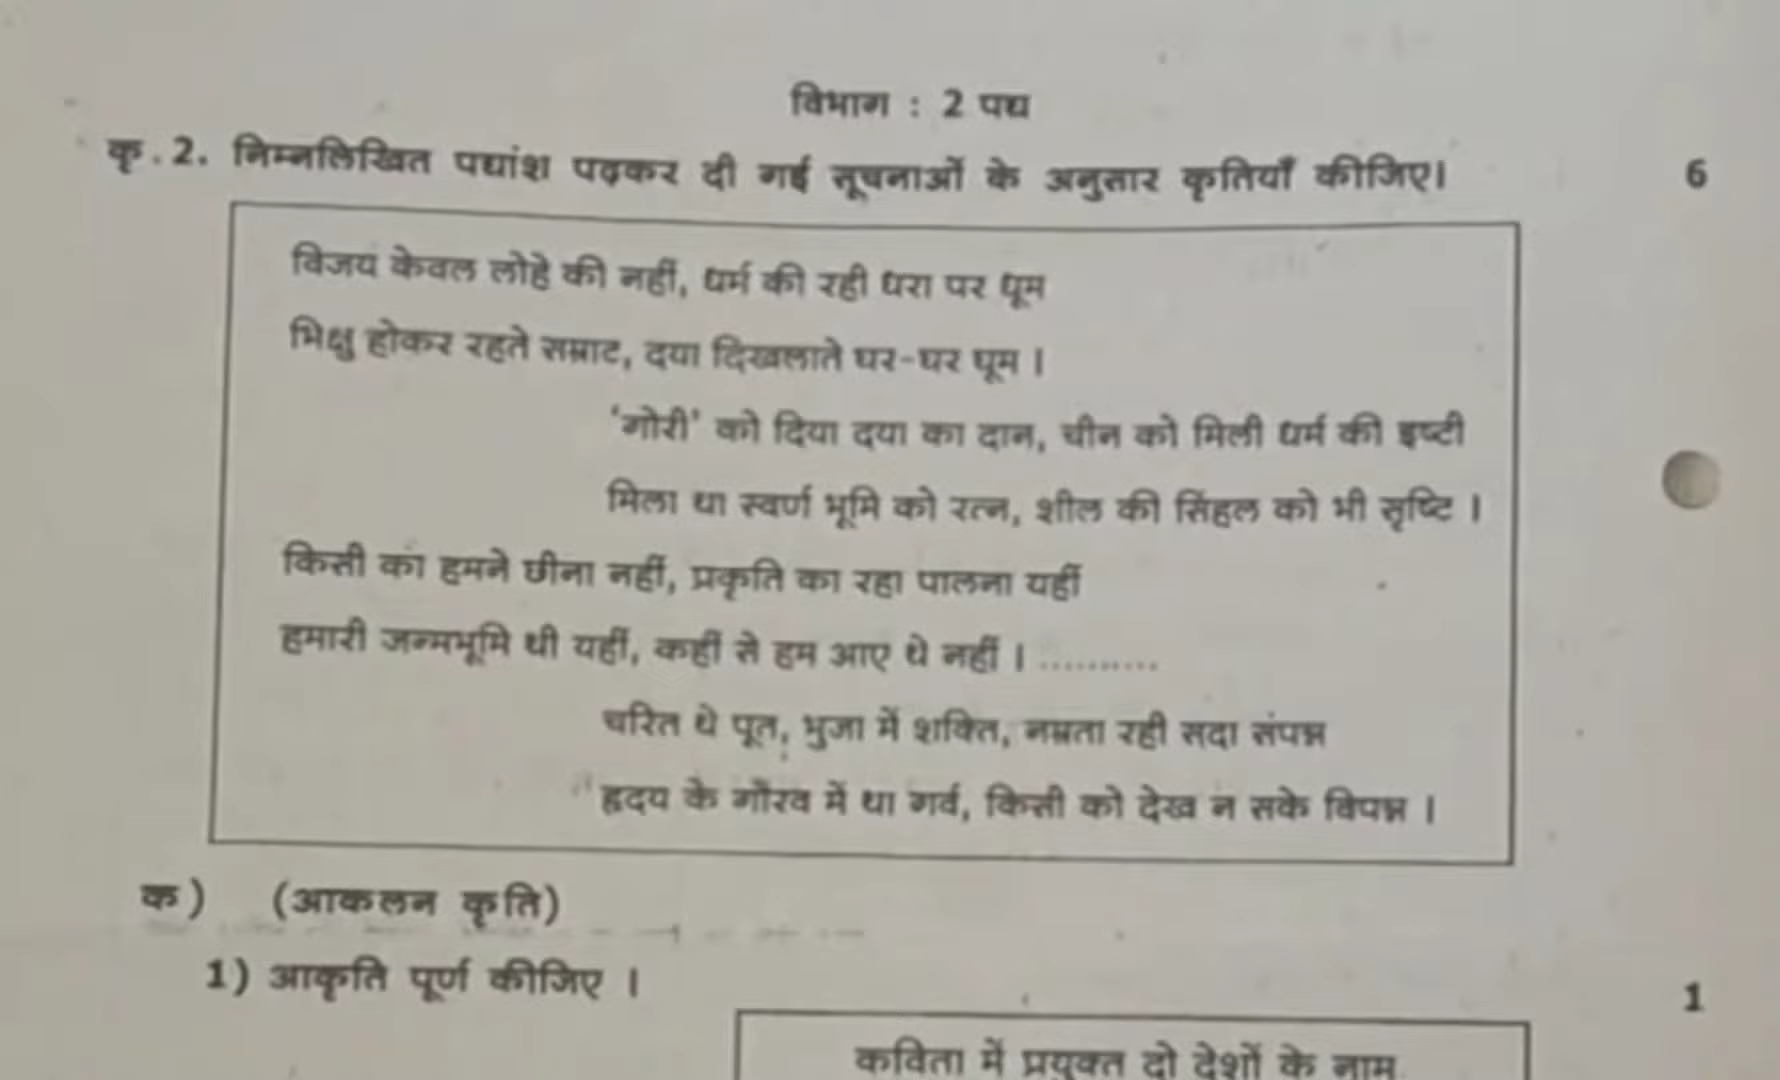 विभाग : 2 पद्य
कृ.2. निम्नलिखित पद्यांश पढ़कर दी गई सूचनाओं के अनुसार कृतियाँ कीजिए। 6
विजय केवल लोहे की नहीं, धर्म की रही धरा पर धूम
भिक्षु होकर रहते सम्राट, दया दिखलाते घर-घर घूम ।
'गोरी' को दिया दया का दान, चीन को मिली धर्म की दृष्टी
मिला था स्वर्ण भूमि को रत्न, शील की सिंहल को भी सृष्टि ।
किसी का हमने छीना नहीं, प्रकृति का रहा पालना यहीं
हमारी जन्मभूमि थी यहीं, कहीं से हम आए थे नहीं । ..........
चरित थे पूत, भुजा में शक्ति, नम्रता रही सदा संपन्न
हृदय के गौरव में था गर्व, किसी को देख न सके विपन्न ।
क) (आकलन कृति)
1) आकृति पूर्ण कीजिए । 1
कविता में प्रयुक्त दो देशों के नाम